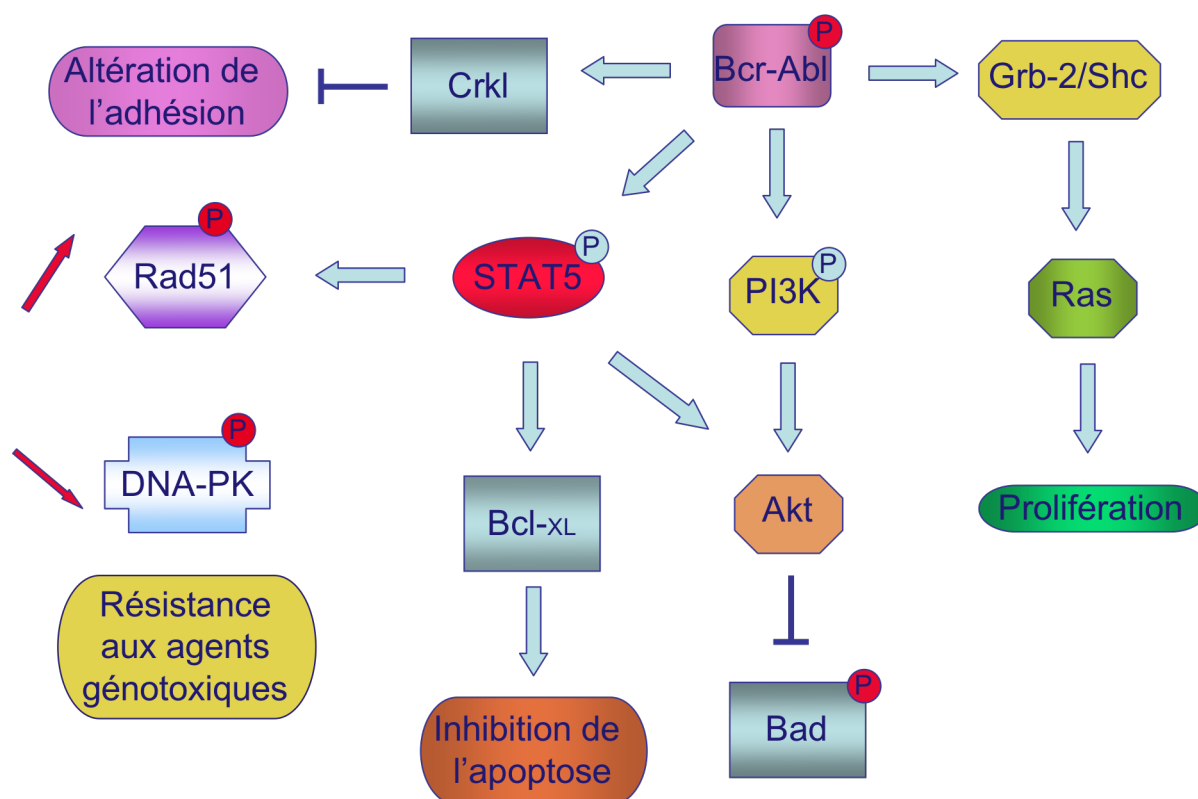 Altération de
l’adhésion
Crkl
Bcr-Abl
P
Grb-2/Shc
Rad51
P
STAT5
P
PI3K
P
Ras
DNA-PK
P
Bcl-XL
Akt
Prolifération
Résistance
aux agents
génotoxiques
Inhibition de
l’apoptose
Bad
P